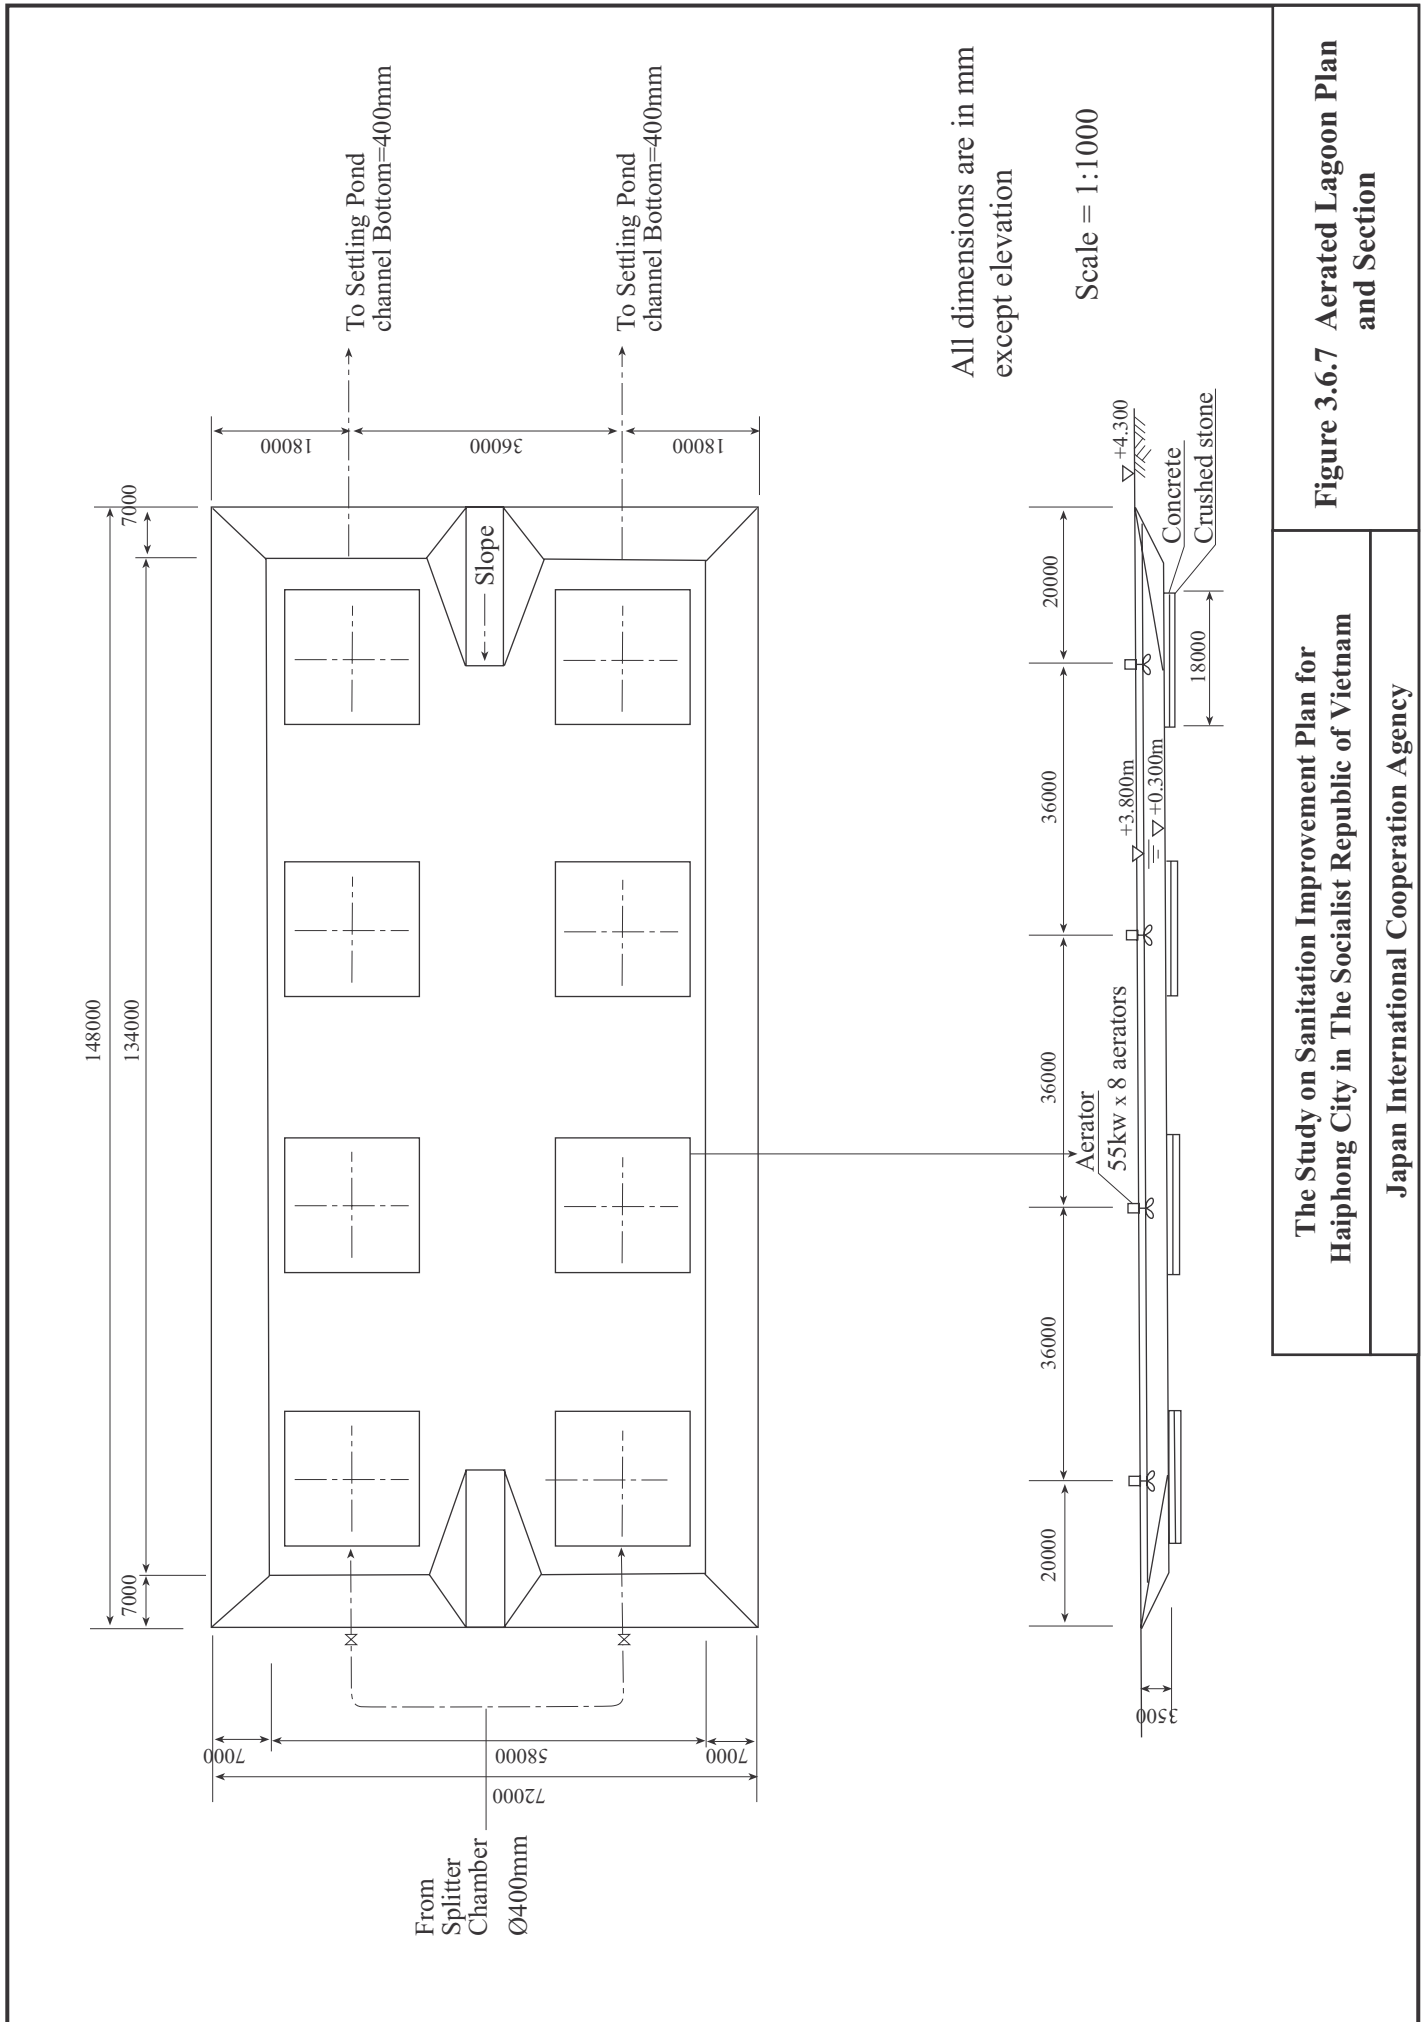 148000
134000
7000
7000
18000
36000
18000
To Settling Pond
channel Bottom=400mm
To Settling Pond
channel Bottom=400mm
Slope
7000
58000
7000
72000
From
Splitter
Chamber
Ø400mm
All dimensions are in mm
except elevation
Scale = 1:1000
20000
36000
36000
36000
20000
Aerator
55kw x 8 aerators
+3.800m
+0.300m
+4.300
18000
Concrete
Crushed stone
3500
The Study on Sanitation Improvement Plan for
Haiphong City in The Socialist Republic of Vietnam
Japan International Cooperation Agency
Figure 3.6.7 Aerated Lagoon Plan
and Section